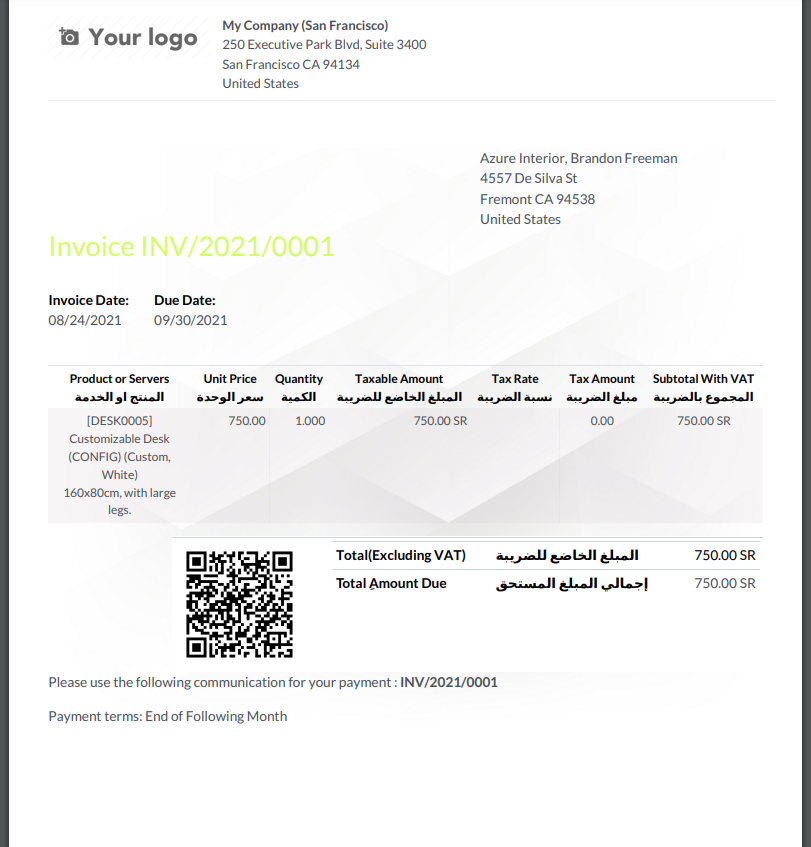 Your logo
My Company (San Francisco)
250 Executive Park Blvd, Suite 3400
San Francisco CA 94134
United States
Azure Interior, Brandon Freeman
4557 De Silva St
Fremont CA 94538
United States
Invoice INV/2021/0001
Invoice Date: Due Date:
08/24/2021 09/30/2021
Product or Servers Unit Price Quantity Taxable Amount Tax Rate Tax Amount Subtotal With VAT
المنتج او الخدمة سعر الوحدة الكمية المبلغ الخاضع للضريبة نسبة الضريبة مبلغ الضريبة المجموع بالضريبة
[DESK0005] 750.00 1.000 750.00 SR 0.00 750.00 SR
Customizable Desk
(CONFIG) (Custom,
White)
160x80cm, with large
legs.
Total(Excluding VAT) المبلغ الخاضع للضريبة 750.00 SR
Total Amount Due إجمالي المبلغ المستحق 750.00 SR
Please use the following communication for your payment : INV/2021/0001
Payment terms: End of Following Month